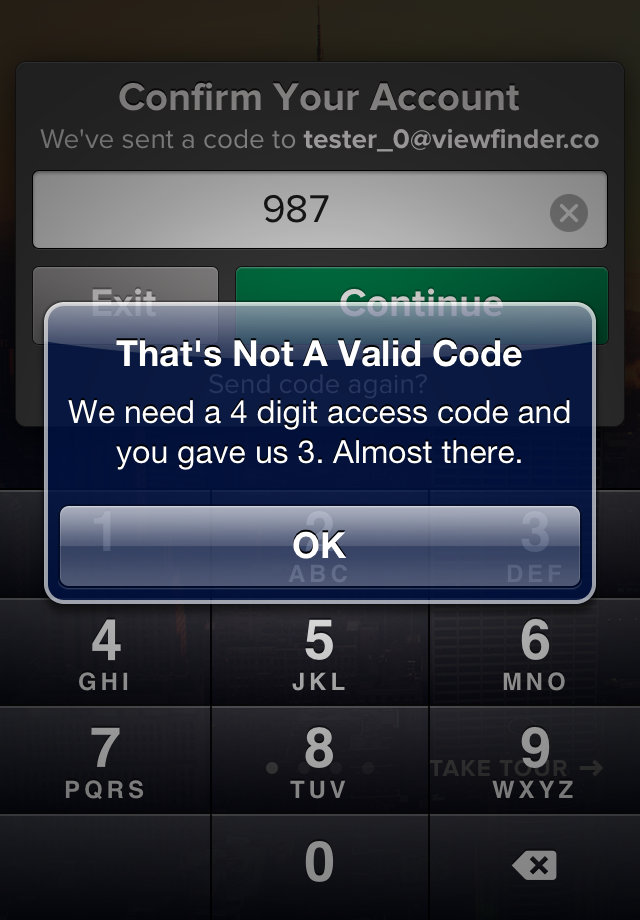 Confirm Your Account
We've sent a code to tester_0@viewfinder.co
987
Exit
Continue
That's Not A Valid Code
Send code again?
We need a 4 digit access code and
you gave us 3. Almost there.
OK
1
2
ABC
3
DEF
4
GHI
5
JKL
6
MNO
7
PQRS
8
TUV
9
WXYZ
TAKE TOUR →
0